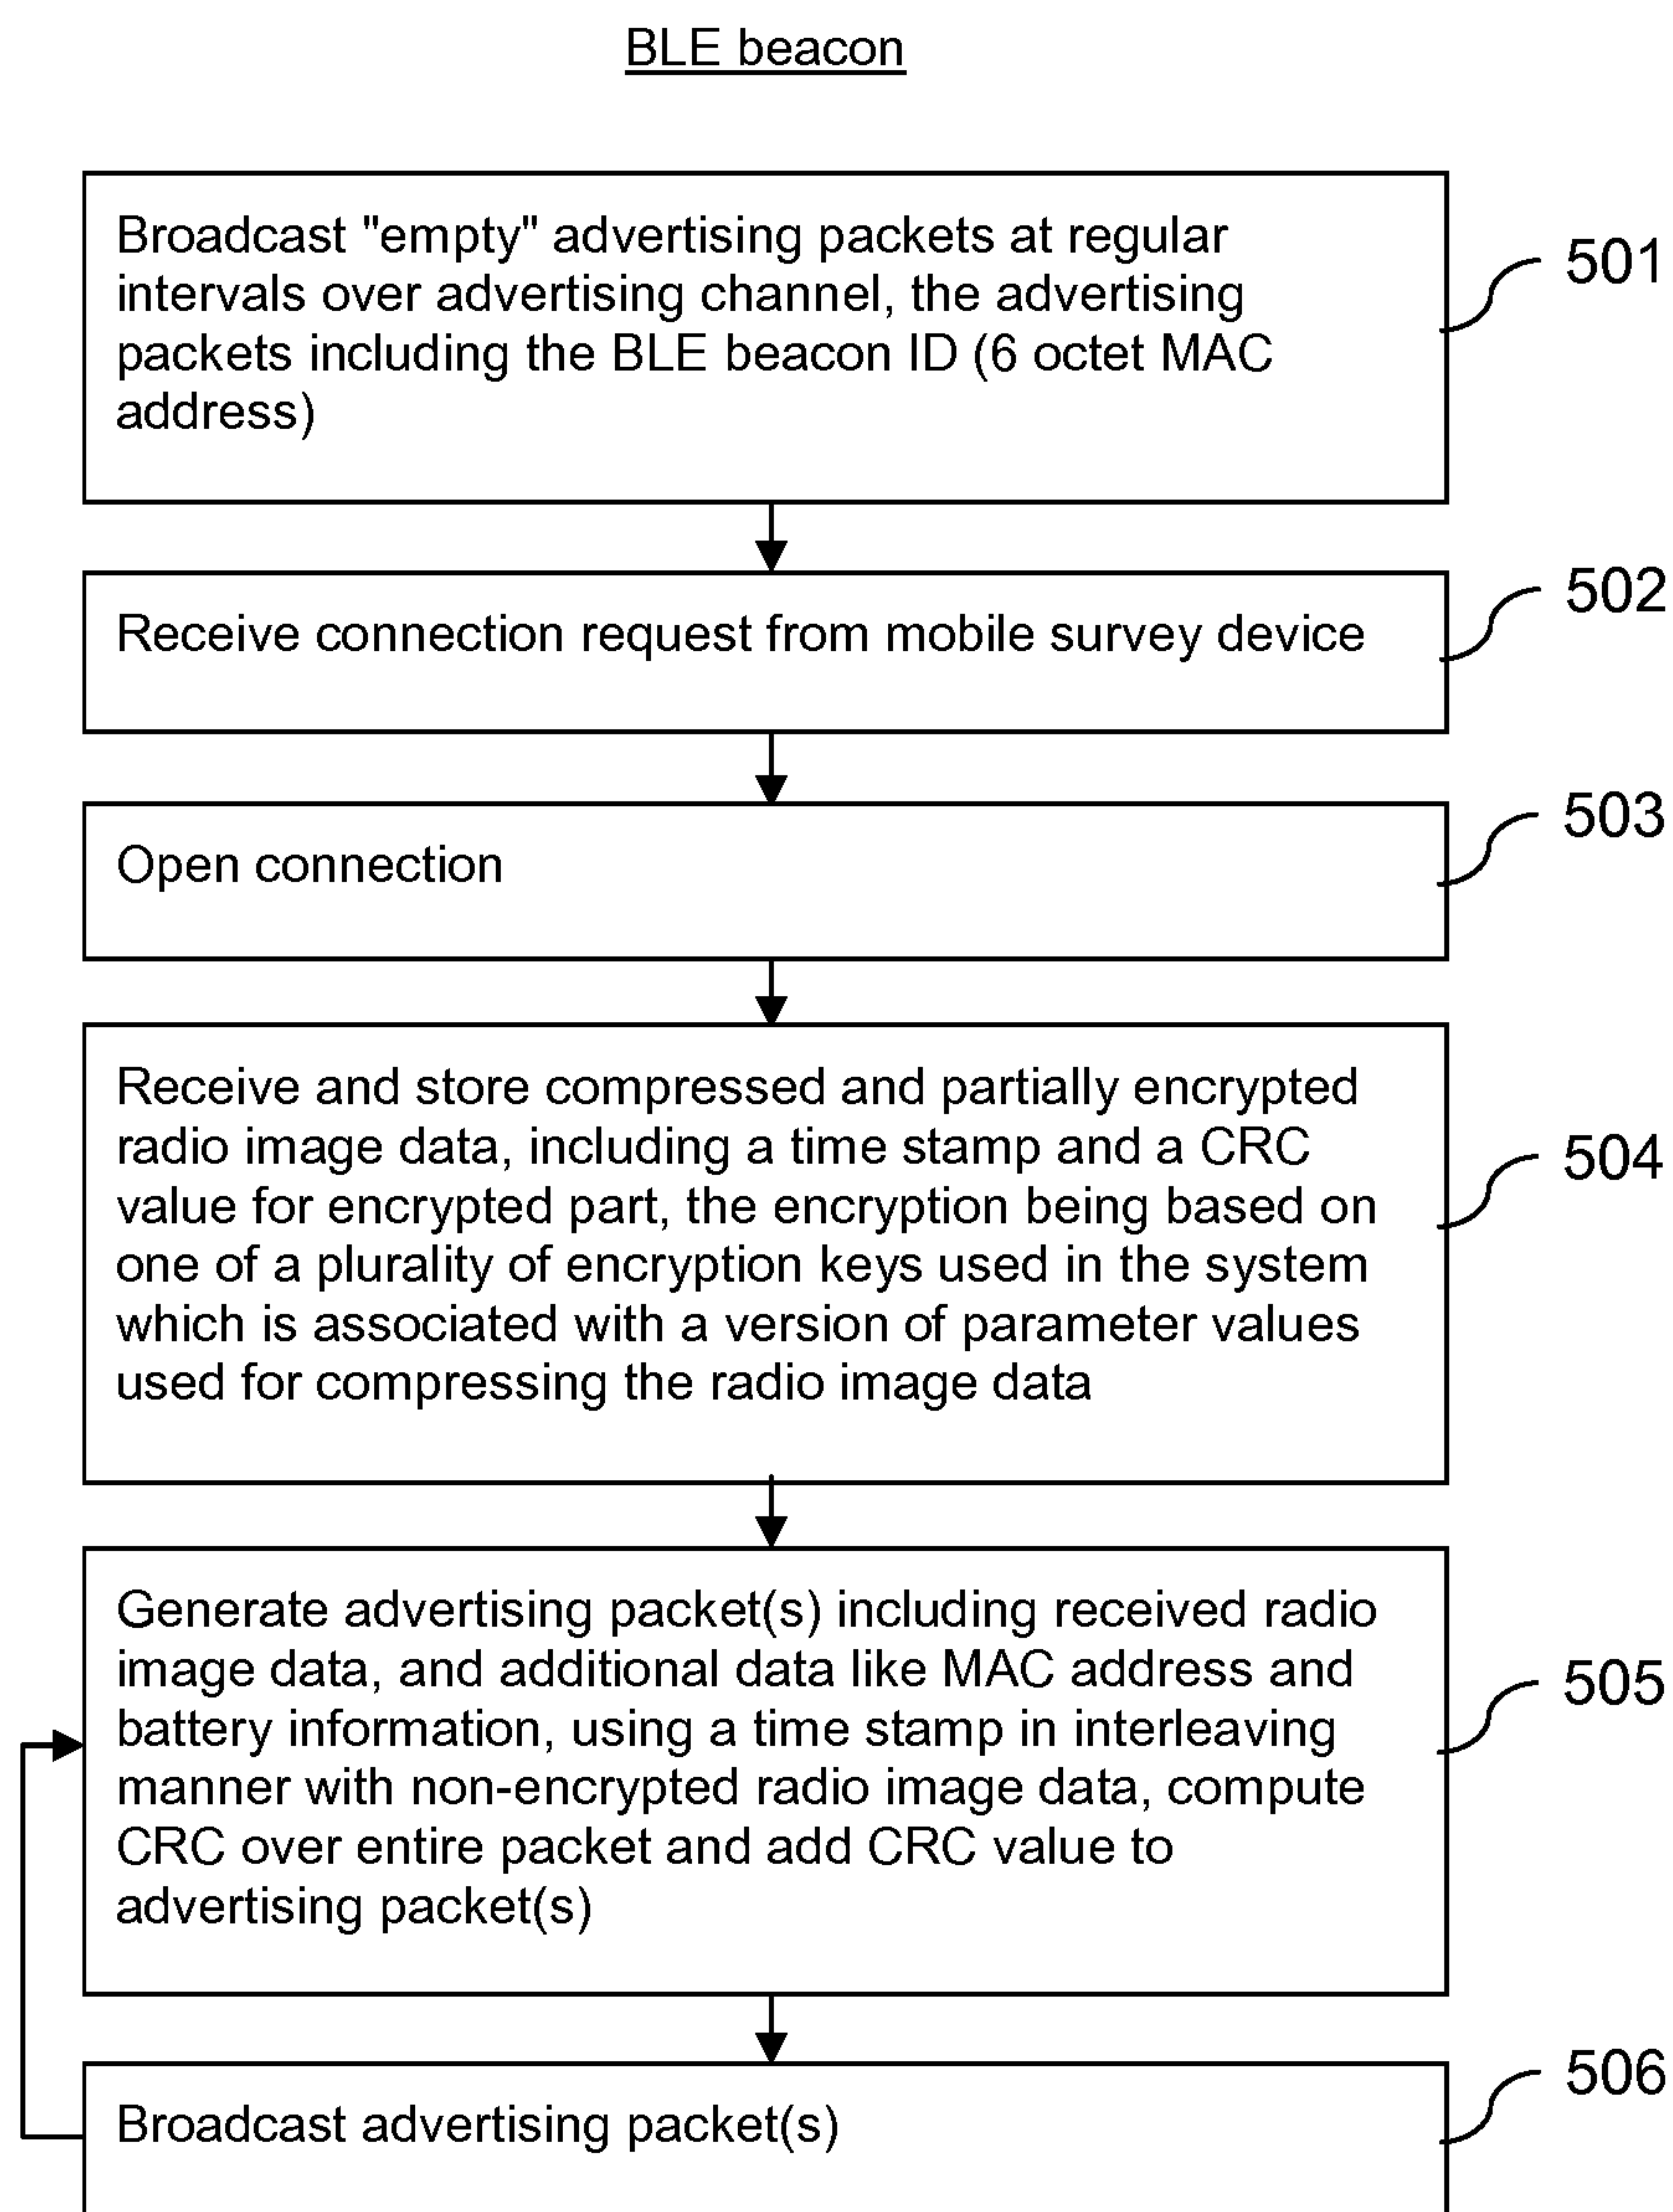 BLE beacon
Broadcast "empty" advertising packets at regular
intervals over advertising channel, the advertising
packets including the BLE beacon ID (6 octet MAC
address)
501
Receive connection request from mobile survey device
502
Open connection
503
Receive and store compressed and partially encrypted
radio image data, including a time stamp and a CRC
value for encrypted part, the encryption being based on
one of a plurality of encryption keys used in the system
which is associated with a version of parameter values
used for compressing the radio image data
504
Generate advertising packet(s) including received radio
image data, and additional data like MAC address and
battery information, using a time stamp in interleaving
manner with non-encrypted radio image data, compute
CRC over entire packet and add CRC value to
advertising packet(s)
505
Broadcast advertising packet(s)
506